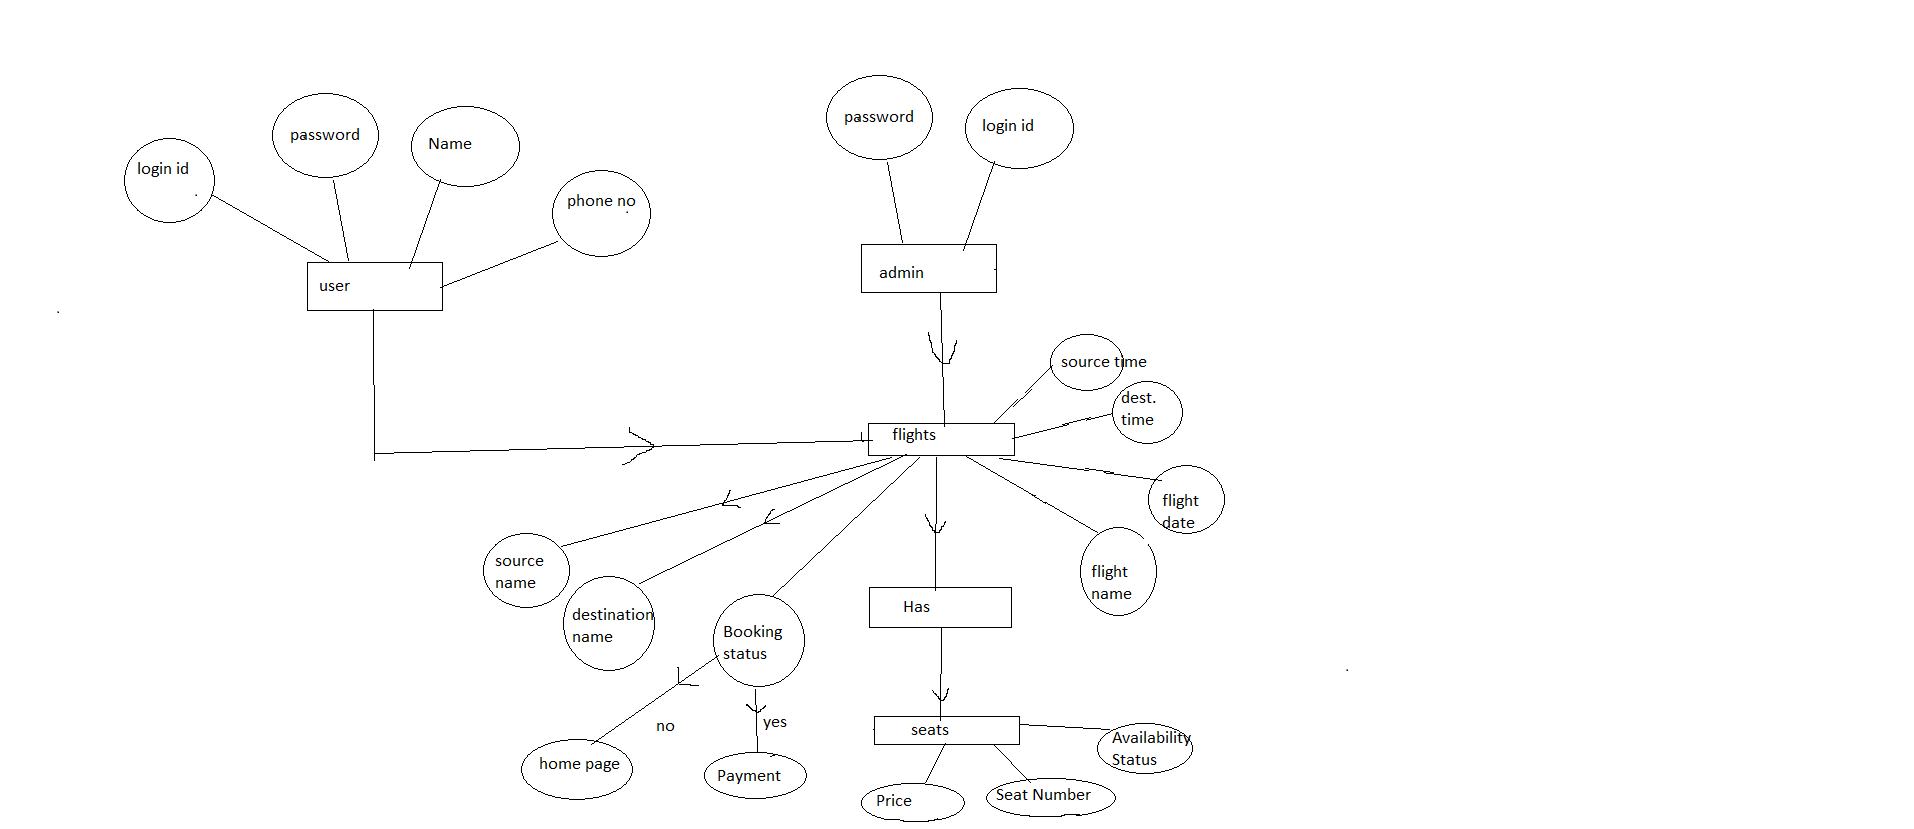 password
login id
password
Name
login id
phone no
admin
user
source time
dest.
time
flights
flight
date
source
name
flight
name
destination
name
Has
Booking
status
no
yes
seats
Availability
Status
home page
Payment
Price
Seat Number